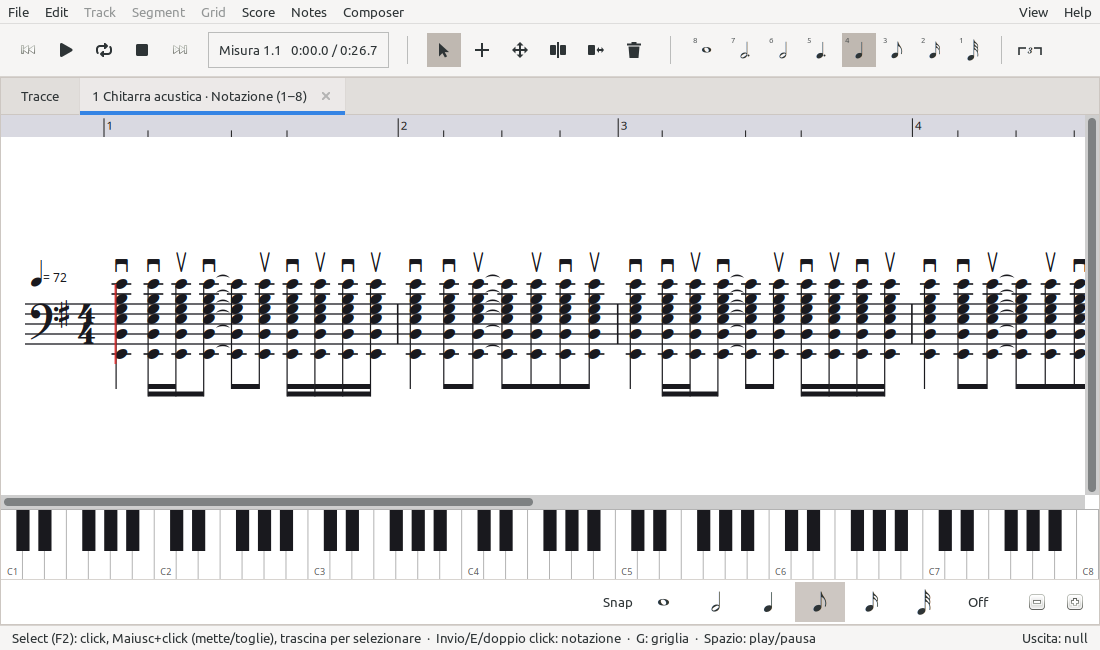 File Edit Track Segment Grid Score Notes Composer View Help
Misura 1.1 0:00.0 / 0:26.7 8 7 6 5 4 3 2 1 3
Tracce 1 Chitarra acustica · Notazione (1–8) ×
1 2 3 4
= 72
4
4
C1 C2 C3 C4 C5 C6 C7 C8
Snap Off
Select (F2): click, Maiusc+click (mette/toglie), trascina per selezionare · Invio/E/doppio click: notazione · G: griglia · Spazio: play/pausa Uscita: null